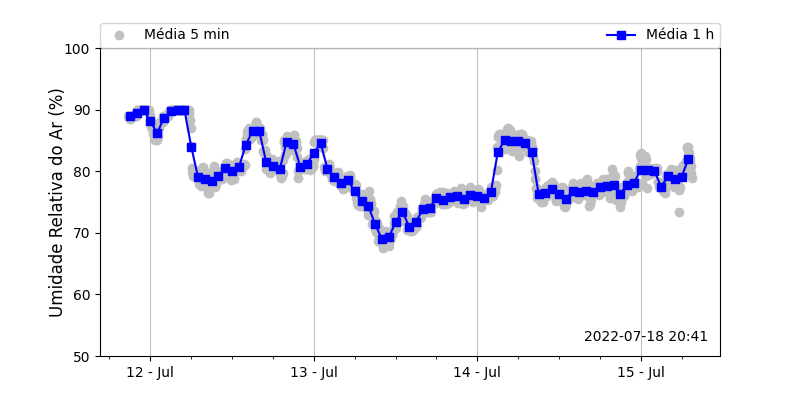 Média 5 min
Média 1 h
100
90
80
70
60
50
Umidade Relativa do Ar (%)
2022-07-18 20:41
12 - Jul
13 - Jul
14 - Jul
15 - Jul